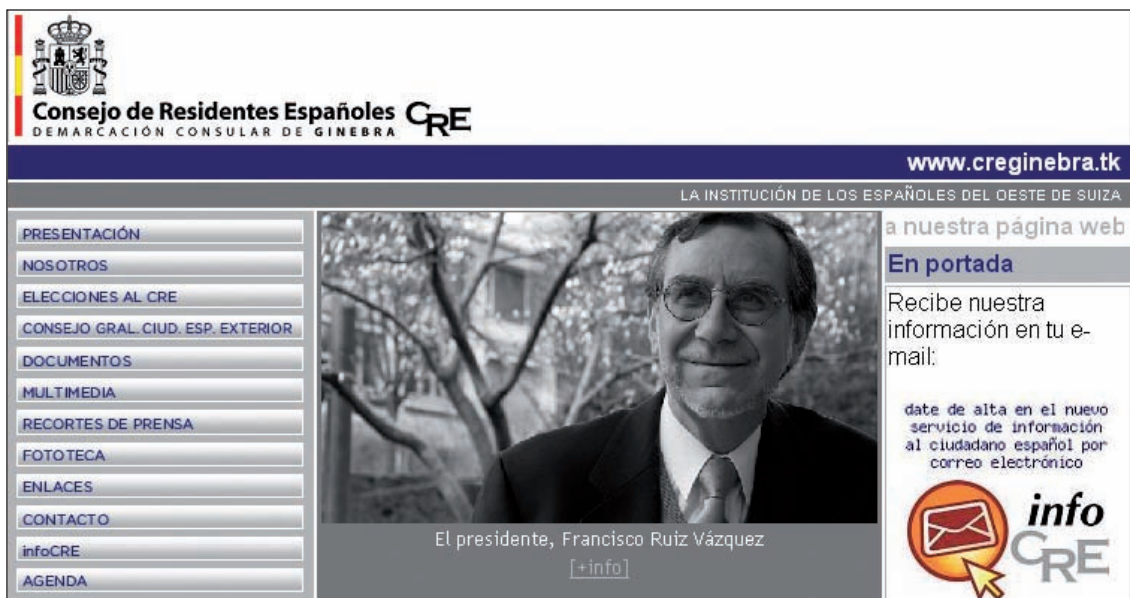 Consejo de Residentes Españoles CRE
DEMARCACIÓN CONSULAR DE GINEBRA
www.creginebra.tk
LA INSTITUCIÓN DE LOS ESPAÑOLES DEL OESTE DE SUIZA
PRESENTACIÓN
NOSOTROS
ELECCIONES AL CRE
CONSEJO GRAL. CIUD. ESP. EXTERIOR
DOCUMENTOS
MULTIMEDIA
RECORTES DE PRENSA
FOTOTECA
ENLACES
CONTACTO
infoCRE
AGENDA
El presidente, Francisco Ruiz Vázquez
[+info]
a nuestra página web
En portada
Recibe nuestra
información en tu e-
mail:
date de alta en el nuevo
servicio de información
al ciudadano español por
correo electrónico
info
CRE